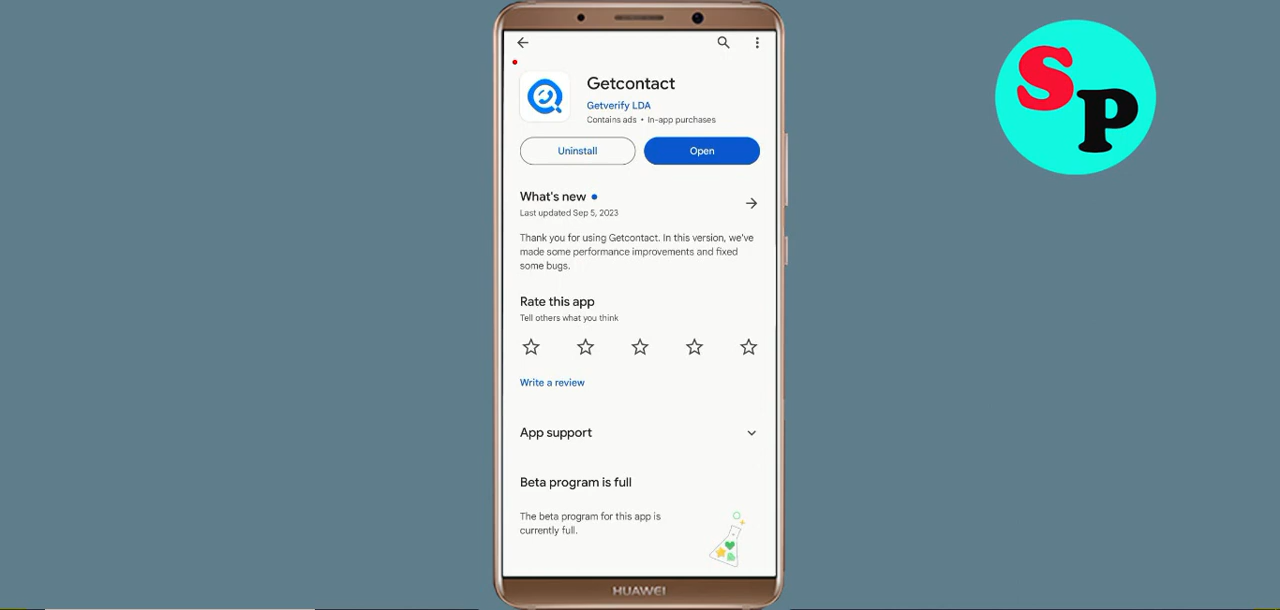 SP
Getcontact
Getverify LDA
Contains ads • In-app purchases
Uninstall
Open
What's new
Last updated Sep 5, 2023
Thank you for using Getcontact. In this version, we've
made some performance improvements and fixed
some bugs.
Rate this app
Tell others what you think
Write a review
App support
Beta program is full
The beta program for this app is
currently full.
HUAWEI